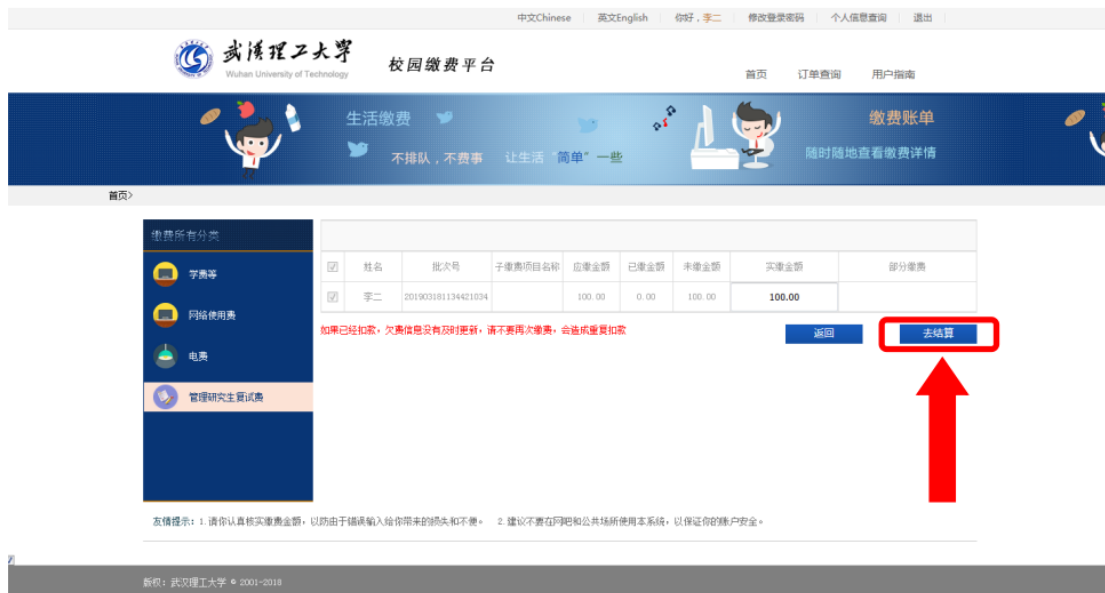 中文Chinese 英文English 你好，李二 修改登录密码 个人信息查询 退出
武汉理工大学 校园缴费平台
Wuhan University of Technology
首页 订单查询 用户指南
生活缴费 缴费账单
不排队，不费事 让生活“简单”一些 随时随地查看缴费详情
首页>
缴费所有分类
学费等
网络使用费
电费
管理研究生复试费
姓名 批次号 子缴费项目名称 应缴金额 已缴金额 未缴金额 实缴金额 部分缴费
李二 201903181134421034 100.00 0.00 100.00 100.00
如果已经扣款，欠费信息没有及时更新，请不要再次缴费，会造成重复扣款
返回 去结算
友情提示：1.请你认真核实缴费金额，以防由于错误输入给你带来的损失和不便。 2.建议不要在网吧和公共场所使用本系统，以保证你的账户安全。
版权：武汉理工大学 © 2001-2018